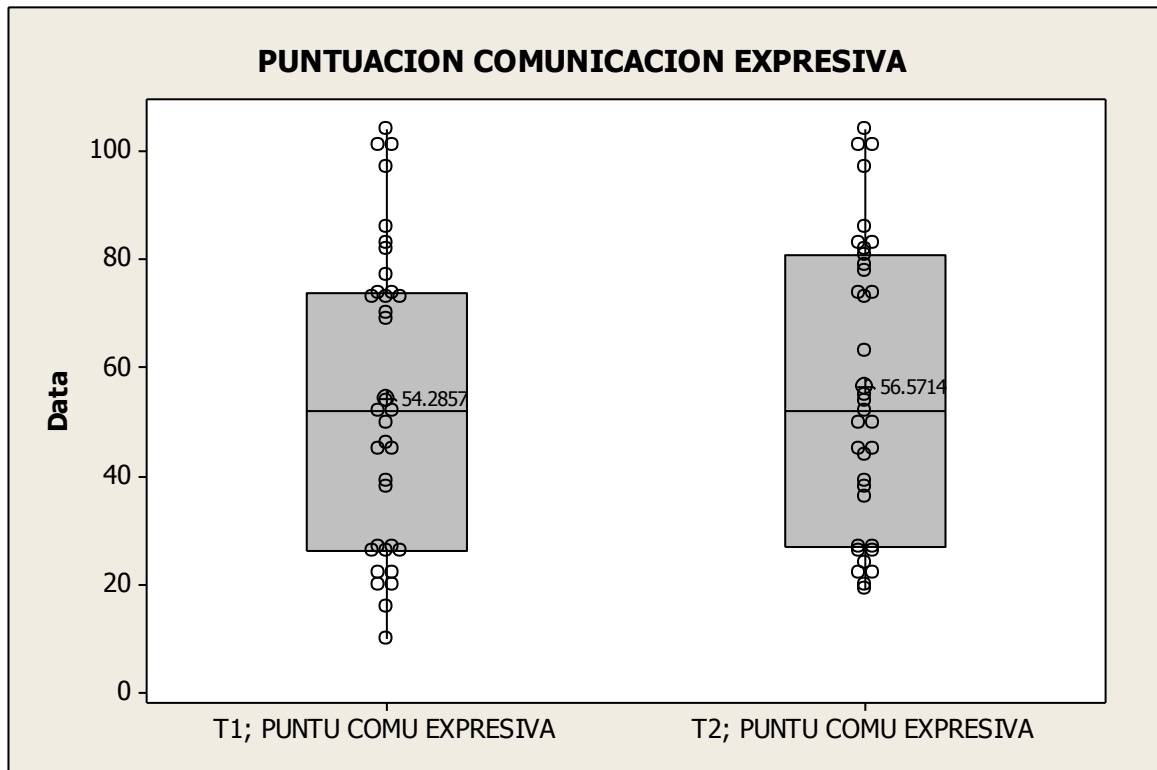 PUNTUACION COMUNICACION EXPRESIVA
100
80
60
40
20
0
Data
54.2857
56.5714
T1; PUNTU COMU EXPRESIVA
T2; PUNTU COMU EXPRESIVA